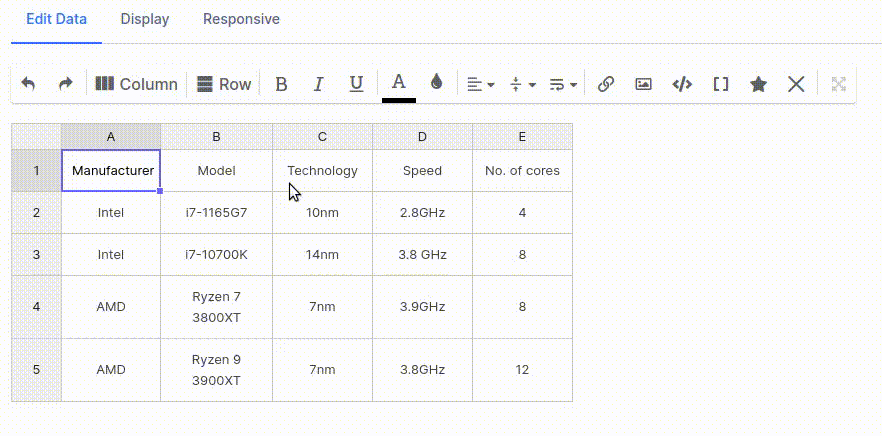 Edit Data Display Responsive
Column Row B I U A
A B C D E
1 Manufacturer Model Technology Speed No. of cores
2 Intel i7-1165G7 10nm 2.8GHz 4
3 Intel i7-10700K 14nm 3.8 GHz 8
4 AMD Ryzen 7 3800XT 7nm 3.9GHz 8
5 AMD Ryzen 9 3900XT 7nm 3.8GHz 12